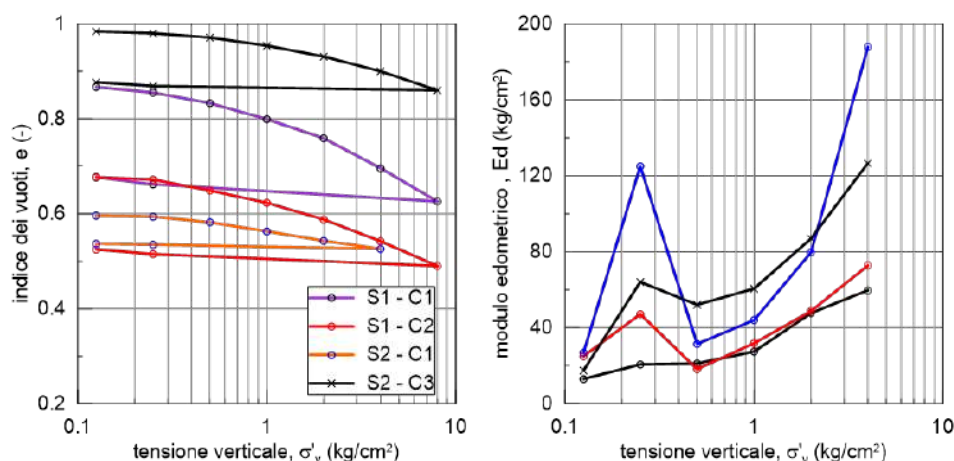 1
0.8
0.6
0.4
0.2
indice dei vuoti, e (-)
S1 - C1
S1 - C2
S2 - C1
S2 - C3
0.1
1
10
tensione verticale, σ'v (kg/cm²)
200
160
120
80
40
0
modulo edometrico , Ed (kg/cm²)
0.1
1
10
tensione verticale, σ'v (kg/cm²)